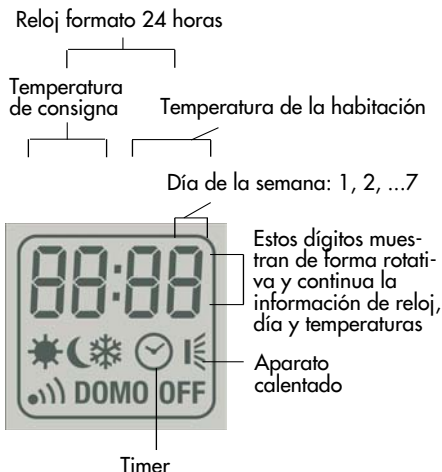 Reloj formato 24 horas
Temperatura
de consigna
Temperatura de la habitación
Día de la semana: 1, 2, ...7
88:88
Estos dígitos mues-
tran de forma rotati-
va y continua la
información de reloj,
día y temperaturas
Aparato
calentado
DOMO OFF
Timer